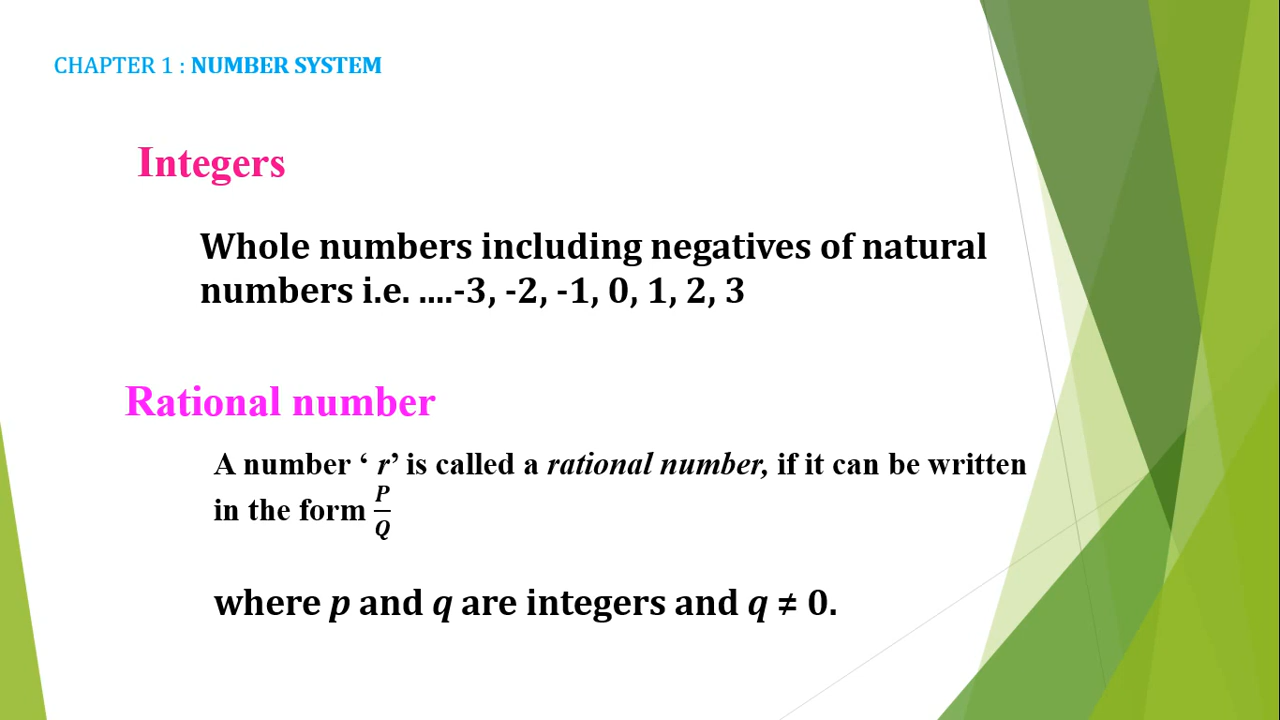 CHAPTER 1 : NUMBER SYSTEM
Integers
Whole numbers including negatives of natural
numbers i.e. ....-3, -2, -1, 0, 1, 2, 3
Rational number
A number ‘ r’ is called a rational number, if it can be written
in the form P/Q
where p and q are integers and q ≠ 0.